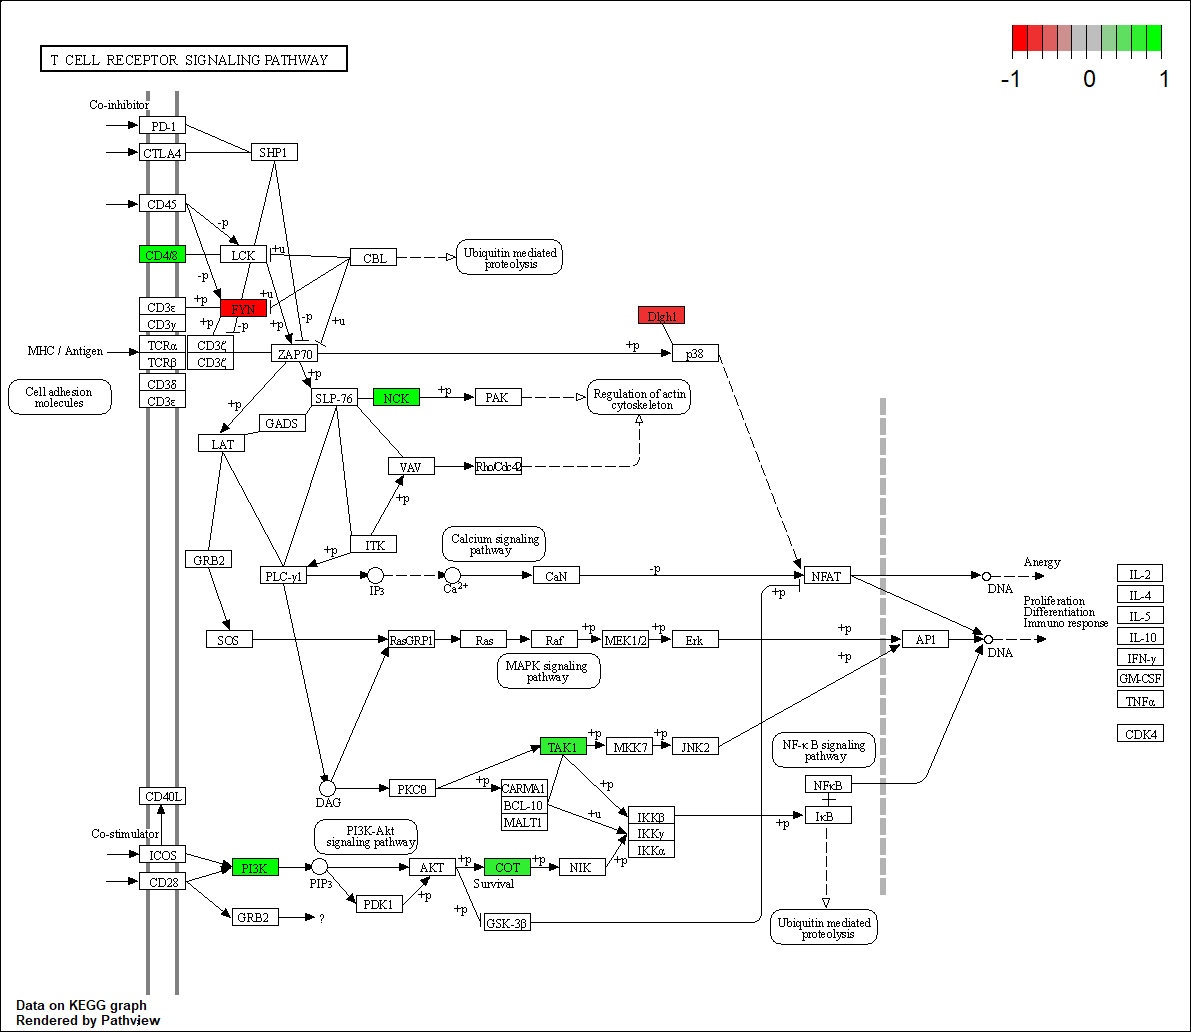 T CELL RECEPTOR SIGNALING PATHWAY
-1 0 1
Co-inhibitor
PD-1
CTLA4
SHP1
CD45
-p
CD4/8
LCK
+u
CBL
Ubiquitin mediated
proteolysis
-p
+p
+u
CD3ε
FYN
CD3γ
+p
-p
+p
-p
+u
Dlgh1
MHC / Antigen
TCRα
CD3ζ
TCRβ
CD3ζ
ZAP70
+p
p38
Cell adhesion
molecules
CD3δ
CD3ε
+p
+p
SLP-76
NCK
+p
PAK
Regulation of actin
cytoskeleton
GADS
LAT
VAV
Rho/Cdc42
+p
ITK
Calcium signaling
pathway
GRB2
+p
PLC-γ1
IP3
Ca2+
CaN
-p
NFAT
+p
DNA
Anergy
Proliferation
Differentiation
Immuno response
IL-2
IL-4
IL-5
IL-10
IFN-γ
GM-CSF
TNFα
CDK4
SOS
RasGRP1
Ras
Raf
+p
MEK1/2
+p
Erk
+p
+p
AP1
DNA
MAPK signaling
pathway
TAK1
+p
MKK7
+p
JNK2
NF-κB signaling
pathway
DAG
PKCθ
+p
+p
CARMA1
BCL-10
MALT1
+u
IKKβ
IKKγ
IKKα
+p
NFκB
IκB
CD40L
Co-stimulator
PI3K-Akt
signaling pathway
ICOS
CD28
PI3K
PIP3
AKT
+p
COT
+p
NIK
+p
Survival
PDK1
+p
+p
GSK-3β
GRB2
?
Ubiquitin mediated
proteolysis
Data on KEGG graph
Rendered by Pathview